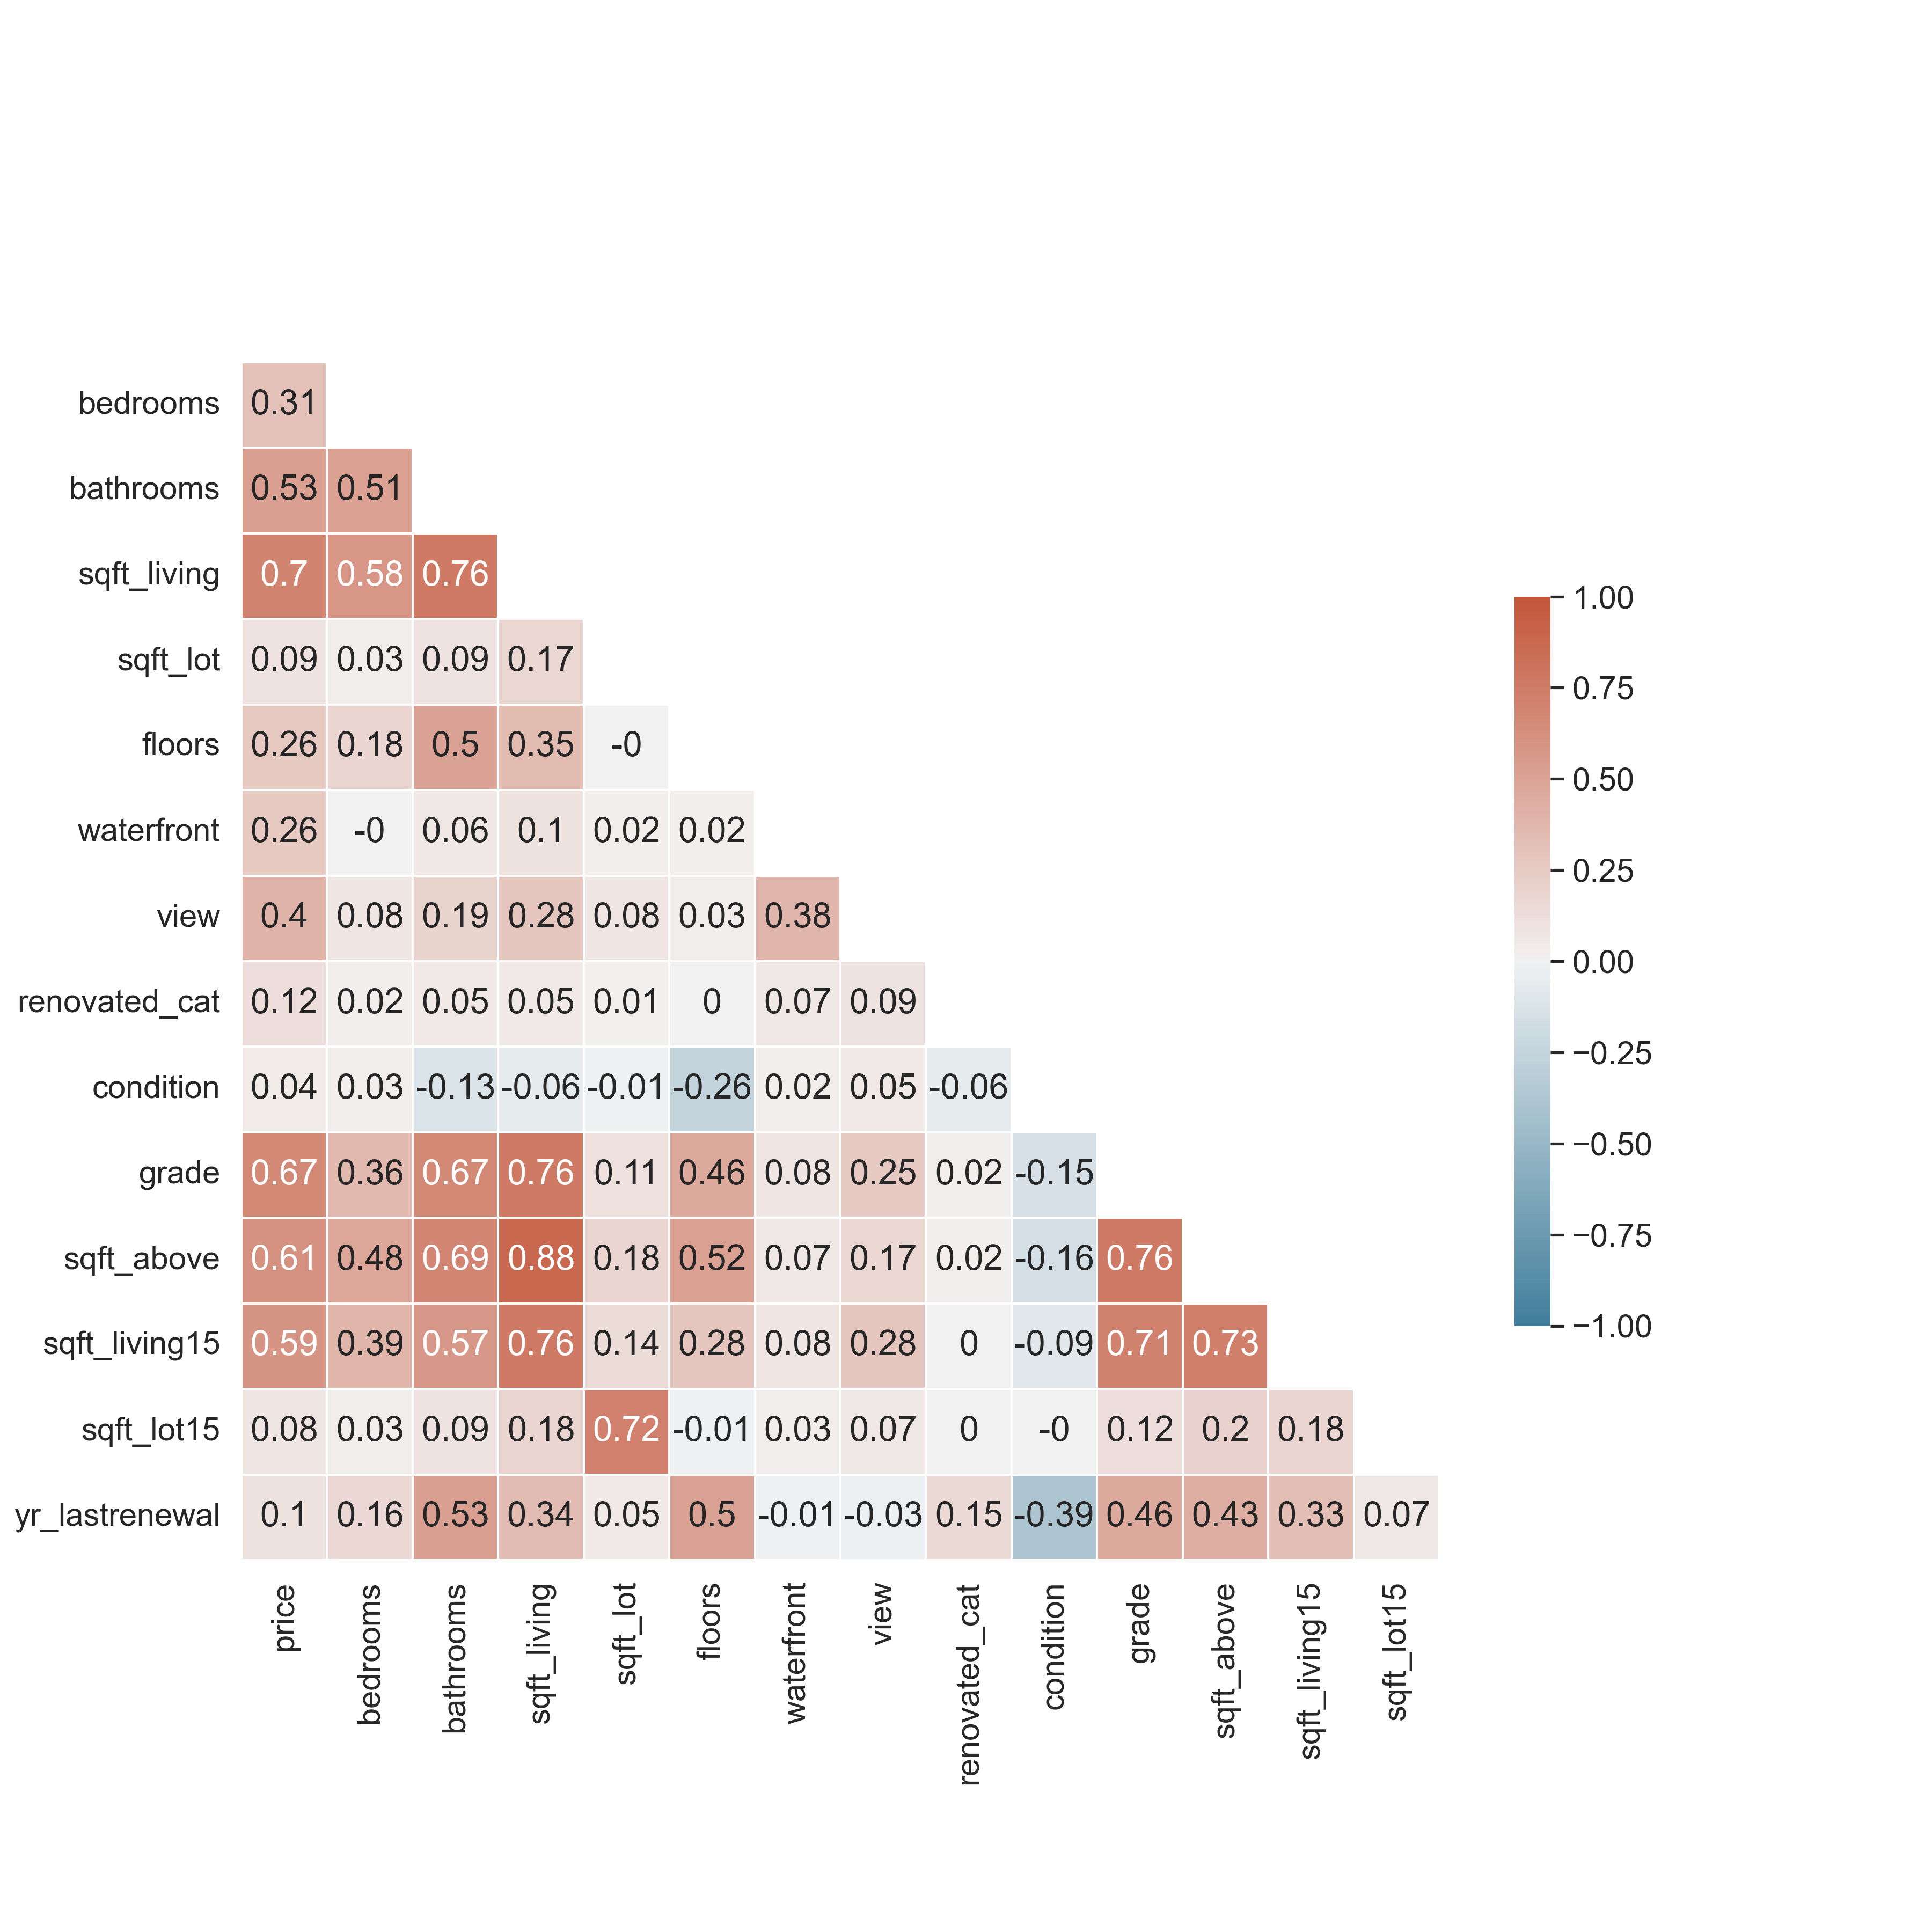 bedrooms 0.31
bathrooms 0.53 0.51
sqft_living 0.7 0.58 0.76
1.00
sqft_lot 0.09 0.03 0.09 0.17
0.75
floors 0.26 0.18 0.5 0.35 -0
0.50
waterfront 0.26 -0 0.06 0.1 0.02 0.02
0.25
view 0.4 0.08 0.19 0.28 0.08 0.03 0.38
0.00
renovated_cat 0.12 0.02 0.05 0.05 0.01 0 0.07 0.09
−0.25
condition 0.04 0.03 -0.13 -0.06 -0.01 -0.26 0.02 0.05 -0.06
−0.50
grade 0.67 0.36 0.67 0.76 0.11 0.46 0.08 0.25 0.02 -0.15
−0.75
sqft_above 0.61 0.48 0.69 0.88 0.18 0.52 0.07 0.17 0.02 -0.16 0.76
−1.00
sqft_living15 0.59 0.39 0.57 0.76 0.14 0.28 0.08 0.28 0 -0.09 0.71 0.73
sqft_lot15 0.08 0.03 0.09 0.18 0.72 -0.01 0.03 0.07 0 -0 0.12 0.2 0.18
yr_lastrenewal 0.1 0.16 0.53 0.34 0.05 0.5 -0.01 -0.03 0.15 -0.39 0.46 0.43 0.33 0.07
price
bedrooms
bathrooms
sqft_living
sqft_lot
floors
waterfront
view
renovated_cat
condition
grade
sqft_above
sqft_living15
sqft_lot15